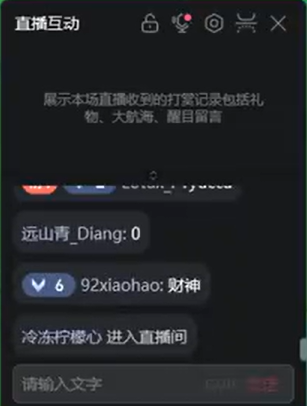 直播互动
展示本场直播收到的打赏记录包括礼
物、大航海、醒目留言
远山青_Diang: 0
6 92xiaohao: 财神
冷冻柠檬心 进入直播间
请输入文字